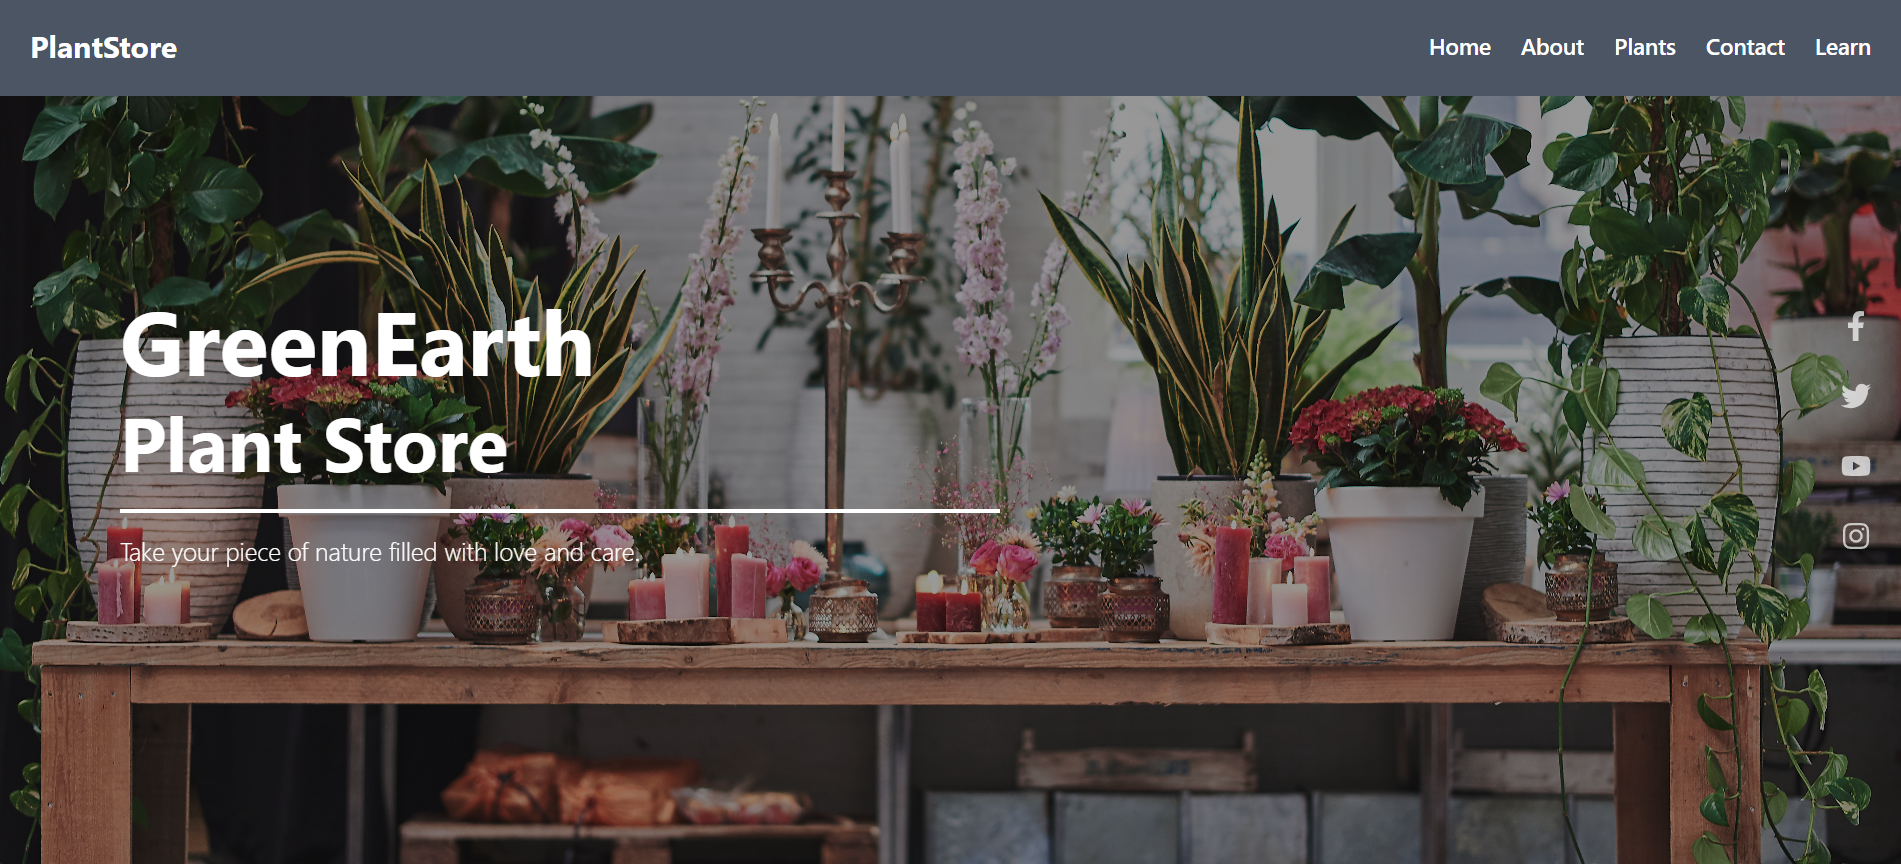 PlantStore
Home About Plants Contact Learn
GreenEarth
Plant Store
Take your piece of nature filled with love and care.